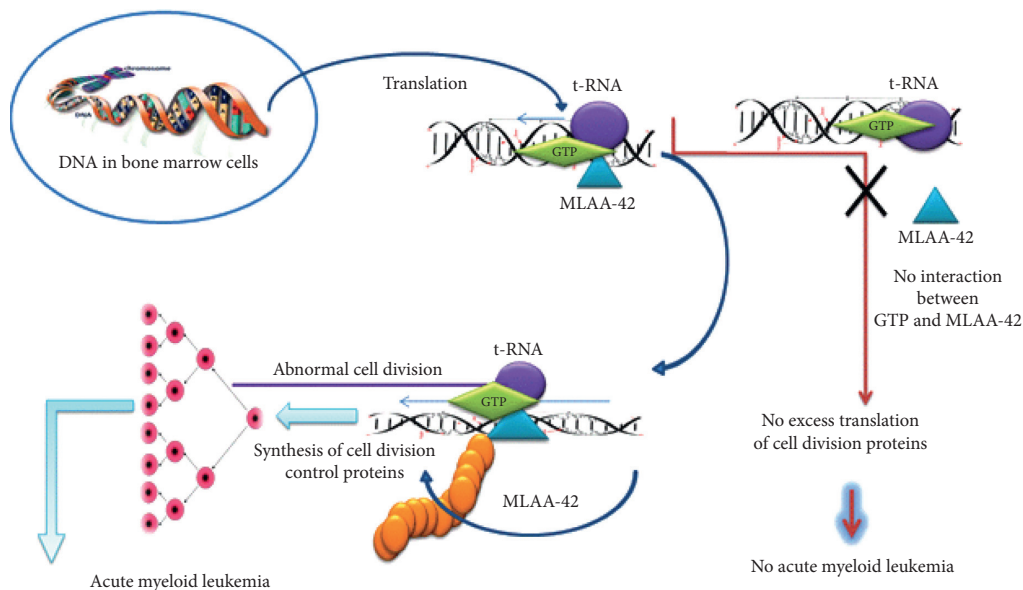 chromosome
DNA
DNA in bone marrow cells
Translation
t-RNA
GTP
MLAA-42
t-RNA
GTP
MLAA-42
No interaction
between
GTP and MLAA-42
No excess translation
of cell division proteins
No acute myeloid leukemia
t-RNA
GTP
Abnormal cell division
Synthesis of cell division
control proteins
MLAA-42
Acute myeloid leukemia